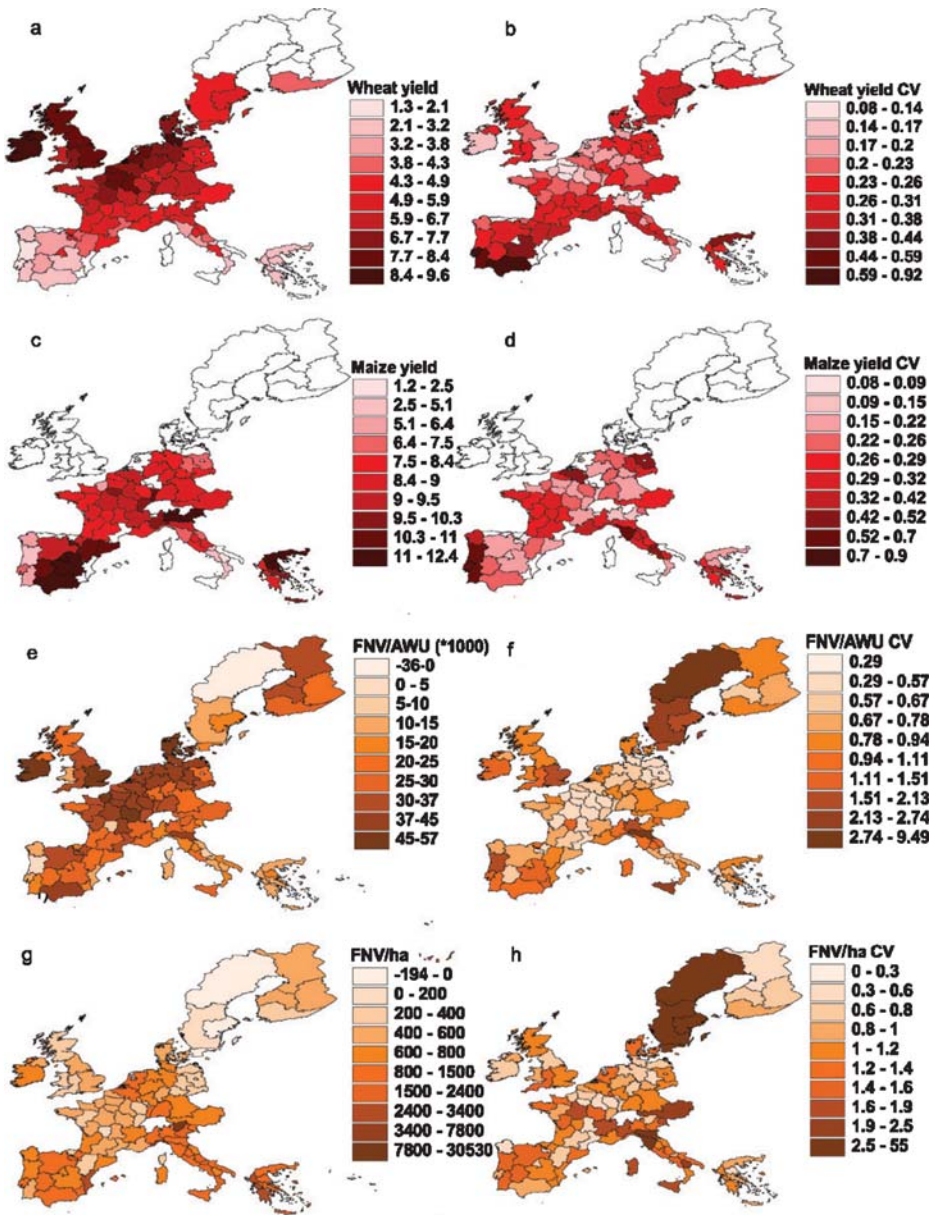 a
Wheat yield
1.3 - 2.1
2.1 - 3.2
3.2 - 3.8
3.8 - 4.3
4.3 - 4.9
4.9 - 5.9
5.9 - 6.7
6.7 - 7.7
7.7 - 8.4
8.4 - 9.6
b
Wheat yield CV
0.08 - 0.14
0.14 - 0.17
0.17 - 0.2
0.2 - 0.23
0.23 - 0.26
0.26 - 0.31
0.31 - 0.38
0.38 - 0.44
0.44 - 0.59
0.59 - 0.92
c
Maize yield
1.2 - 2.5
2.5 - 5.1
5.1 - 6.4
6.4 - 7.5
7.5 - 8.4
8.4 - 9
9 - 9.5
9.5 - 10.3
10.3 - 11
11 - 12.4
d
Maize yield CV
0.08 - 0.09
0.09 - 0.15
0.15 - 0.22
0.22 - 0.26
0.26 - 0.29
0.29 - 0.32
0.32 - 0.42
0.42 - 0.52
0.52 - 0.7
0.7 - 0.9
e
FNV/AWU (*1000)
-36-0
0 - 5
5-10
10-15
15-20
20-25
25-30
30-37
37-45
45-57
f
FNV/AWU CV
0.29
0.29 - 0.57
0.57 - 0.67
0.67 - 0.78
0.78 - 0.94
0.94 - 1.11
1.11 - 1.51
1.51 - 2.13
2.13 - 2.74
2.74 - 9.49
g
FNV/ha
-194 - 0
0 - 200
200 - 400
400 - 600
600 - 800
800 - 1500
1500 - 2400
2400 - 3400
3400 - 7800
7800 - 30530
h
FNV/ha CV
0 - 0.3
0.3 - 0.6
0.6 - 0.8
0.8 - 1
1 - 1.2
1.2 - 1.4
1.4 - 1.6
1.6 - 1.9
1.9 - 2.5
2.5 - 55